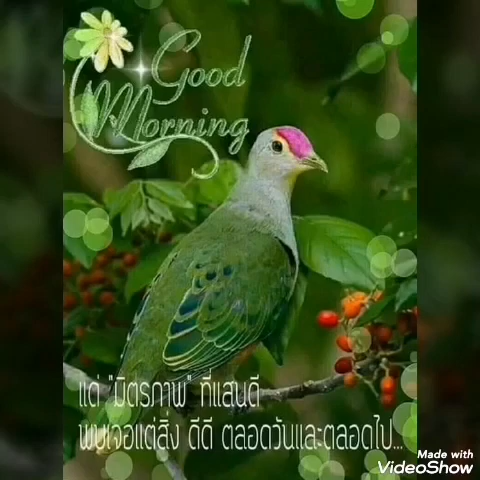 Good
Morning
แด่ "มิตรภาพ" ที่แสนดี
พบเจอแต่สิ่ง ดีดี ตลอดวันและตลอดไป...
Made with
VideoShow